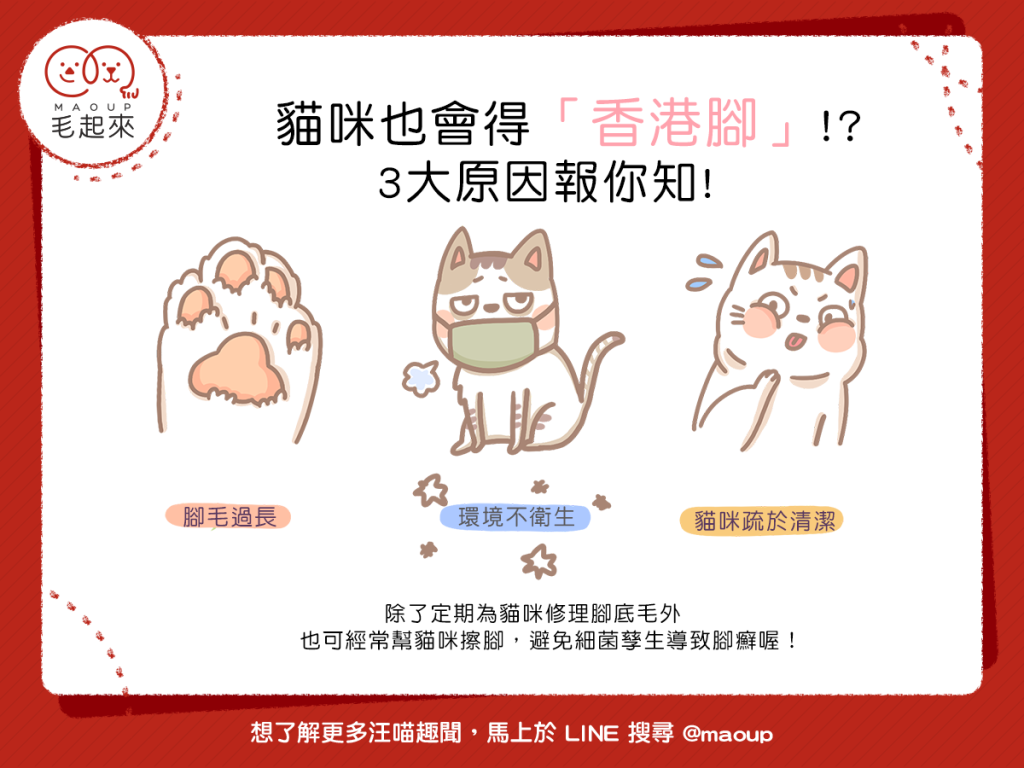 MAOUP
毛起來
貓咪也會得「香港腳」!?
3大原因報你知!
腳毛過長
環境不衛生
貓咪疏於清潔
除了定期為貓咪修理腳底毛外
也可經常幫貓咪擦腳，避免細菌孳生導致腳癬喔！
想了解更多汪喵趣聞，馬上於 LINE 搜尋 @maoup